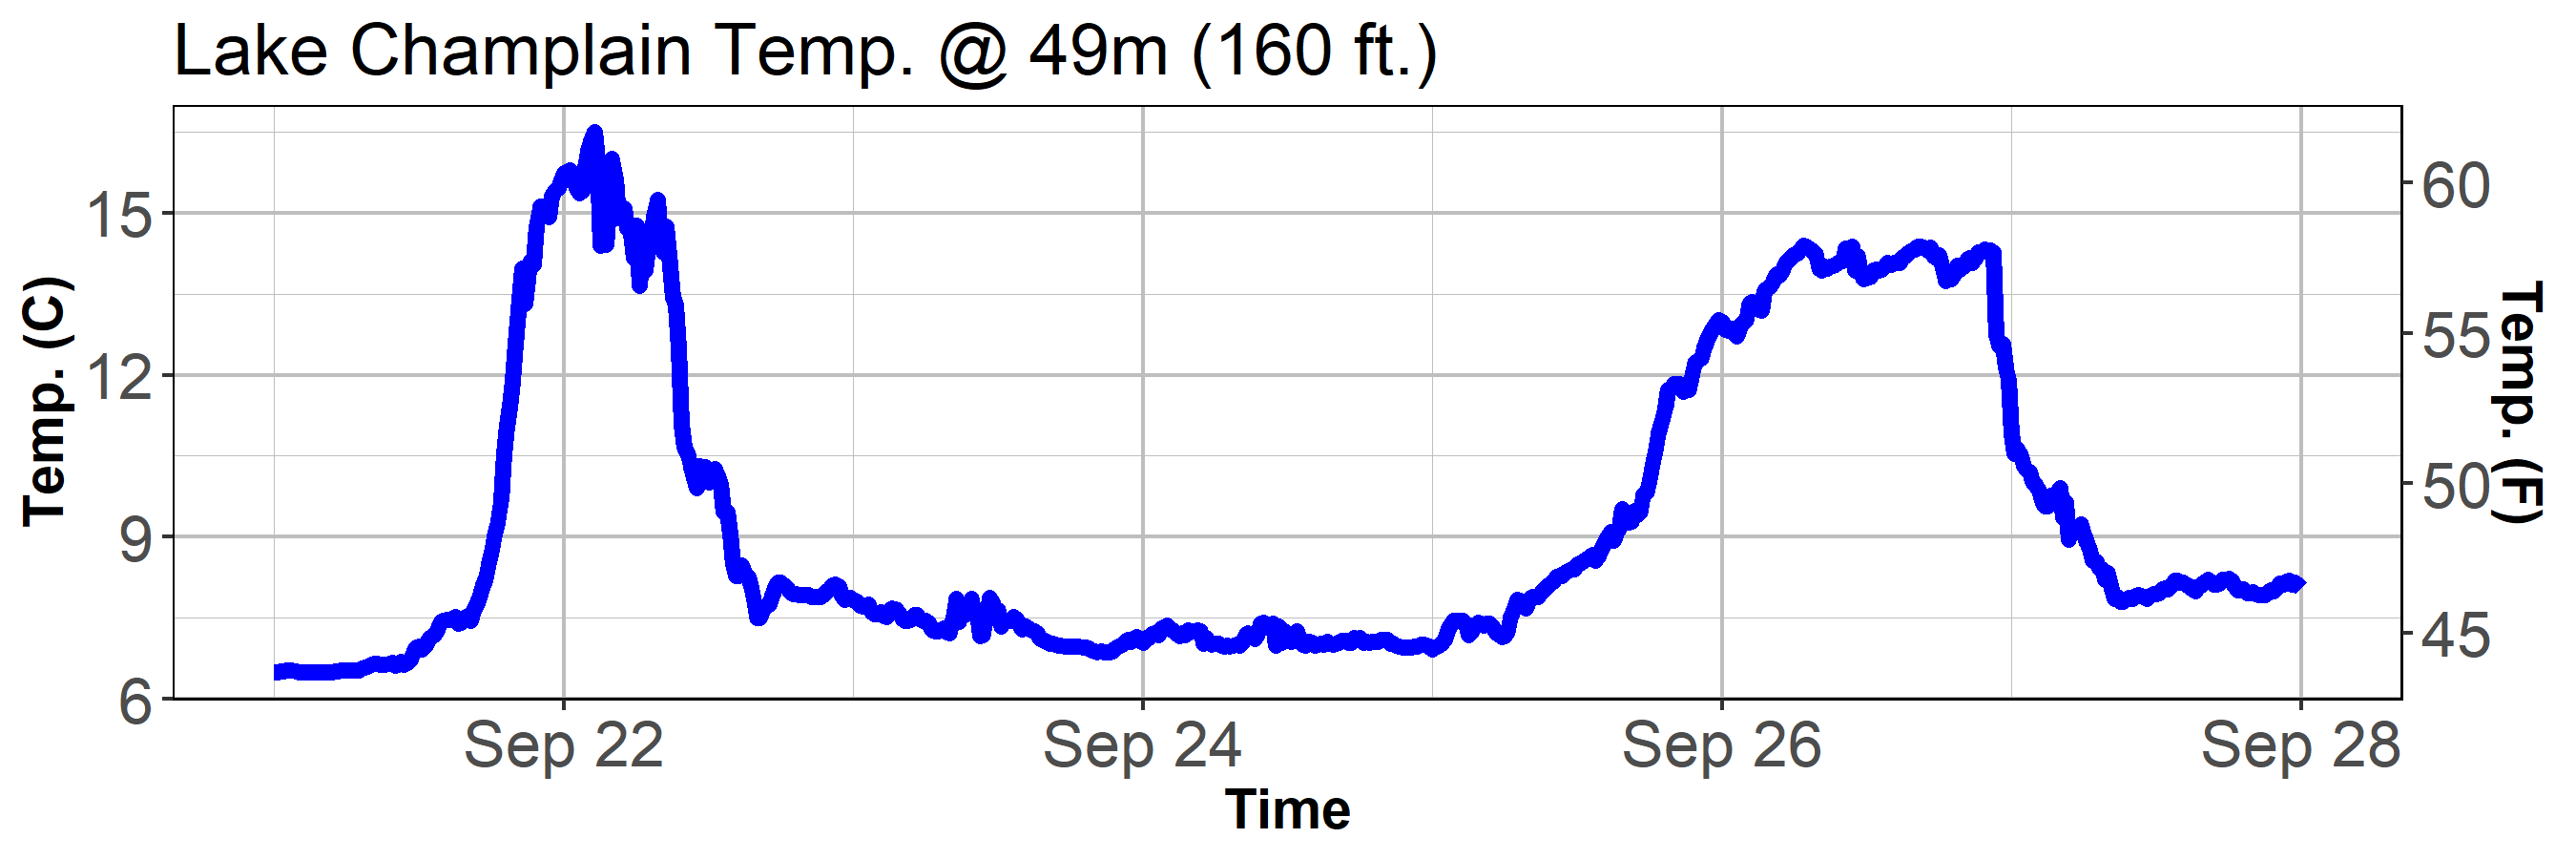 Lake Champlain Temp. @ 49m (160 ft.)
Temp. (C)
15
12
9
6
60
55
50
45
Temp. (F)
Sep 22
Sep 24
Sep 26
Sep 28
Time